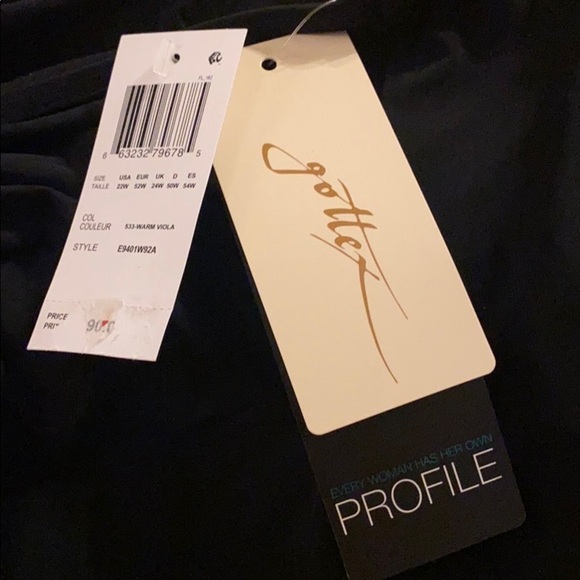 6 63232 79678 5
SIZE USA EUR UK D ES
TAILLE 22W 52W 24W 50W 54W
COL
COULEUR 533-WARM VIOLA
STYLE E9401W92A
PRICE
PRI
gottex
EVERY WOMAN HAS HER OWN
PROFILE